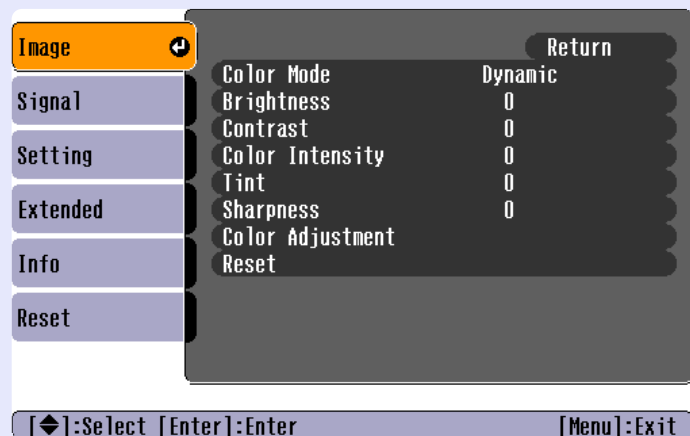 Image
Signal
Setting
Extended
Info
Reset
Return
Color Mode Dynamic
Brightness 0
Contrast 0
Color Intensity 0
Tint 0
Sharpness 0
Color Adjustment
Reset
[◆]:Select [Enter]:Enter [Menu]:Exit